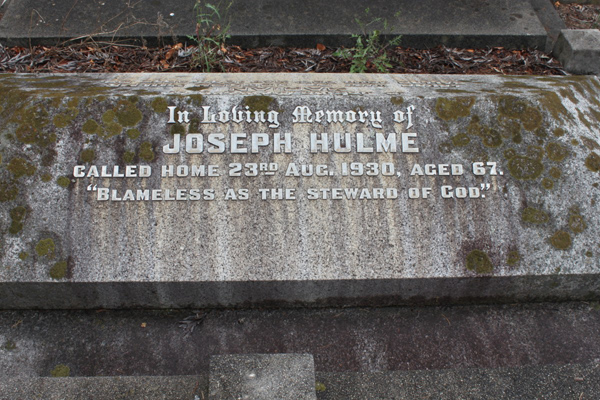 In Loving Memory of
JOSEPH HULME
CALLED HOME 23RD AUG. 1930, AGED 67.
"BLAMELESS AS THE STEWARD OF GOD."